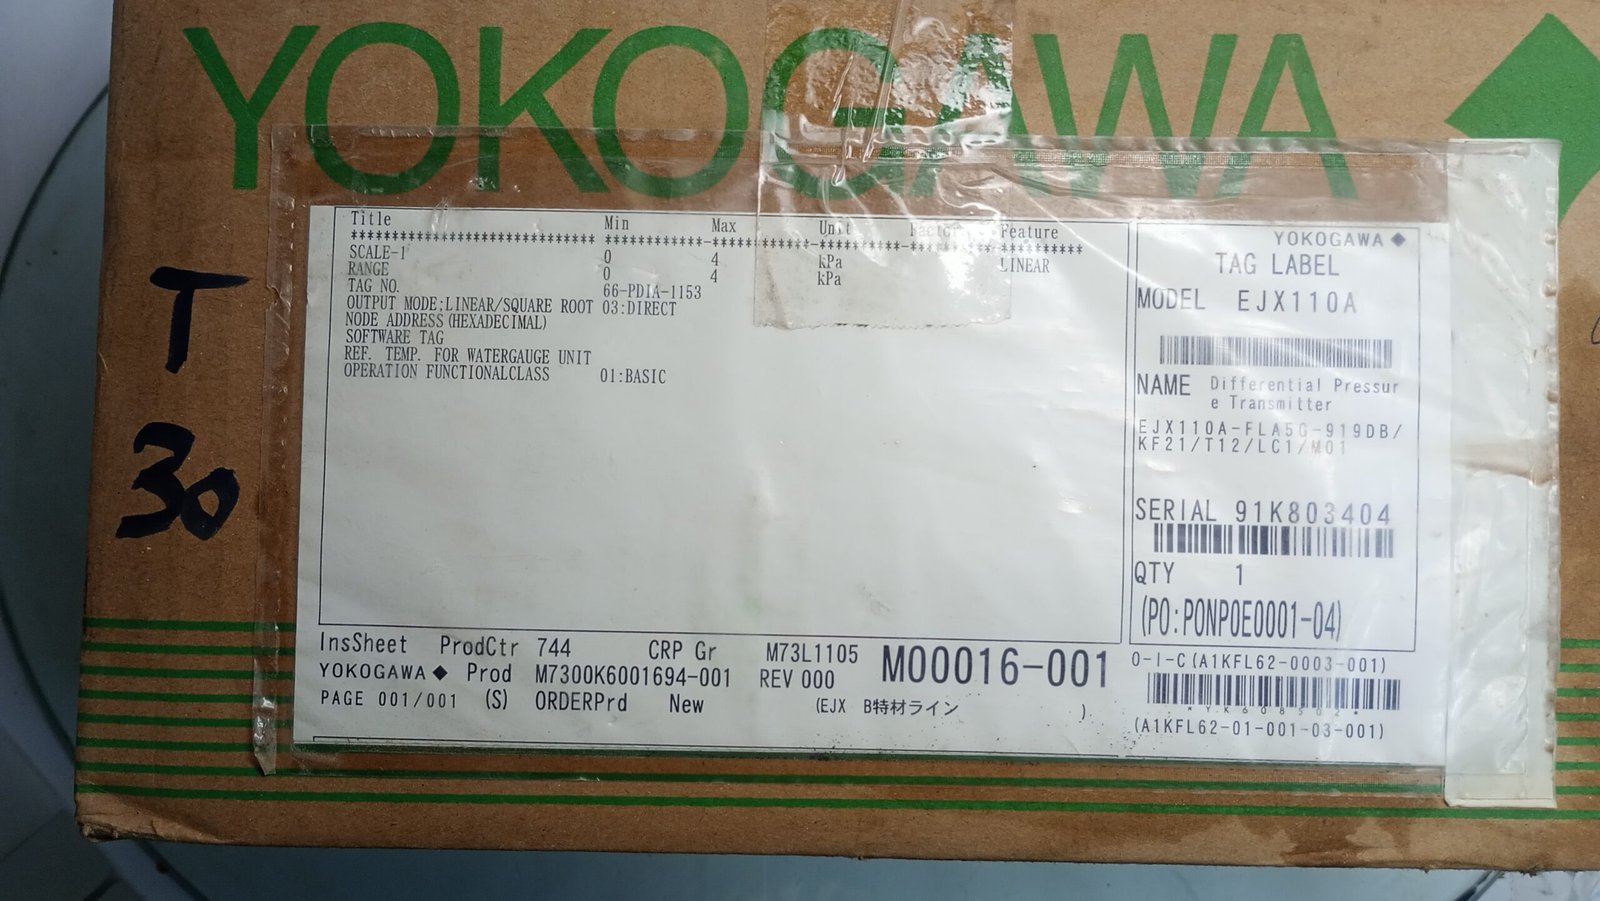 YOKOGAWA
T
30
Title Min Max Unit Factor Feature
SCALE-1 0 4 kPa LINEAR
RANGE 0 4 kPa
TAG NO. 66-PDIA-1153
OUTPUT MODE;LINEAR/SQUARE ROOT 03:DIRECT
NODE ADDRESS(HEXADECIMAL)
SOFTWARE TAG
REF. TEMP. FOR WATERGAUGE UNIT
OPERATION FUNCTIONALCLASS 01:BASIC
YOKOGAWA◆
TAG LABEL
MODEL EJX110A
NAME Differential Pressur
e Transmitter
EJX110A-FLA5G-919DB/
KF21/T12/LC1/M01
SERIAL 91K803404
QTY 1
(PO:PONPOE0001-04)
InsSheet ProdCtr 744 CRP Gr M73L1105 M00016-001
YOKOGAWA◆ Prod M7300K6001694-001 REV 000
PAGE 001/001 (S) ORDERPrd New (EJX B特材ライン )
O-I-C(A1KFL62-0003-001)
*YK608502*
(A1KFL62-01-001-03-001)